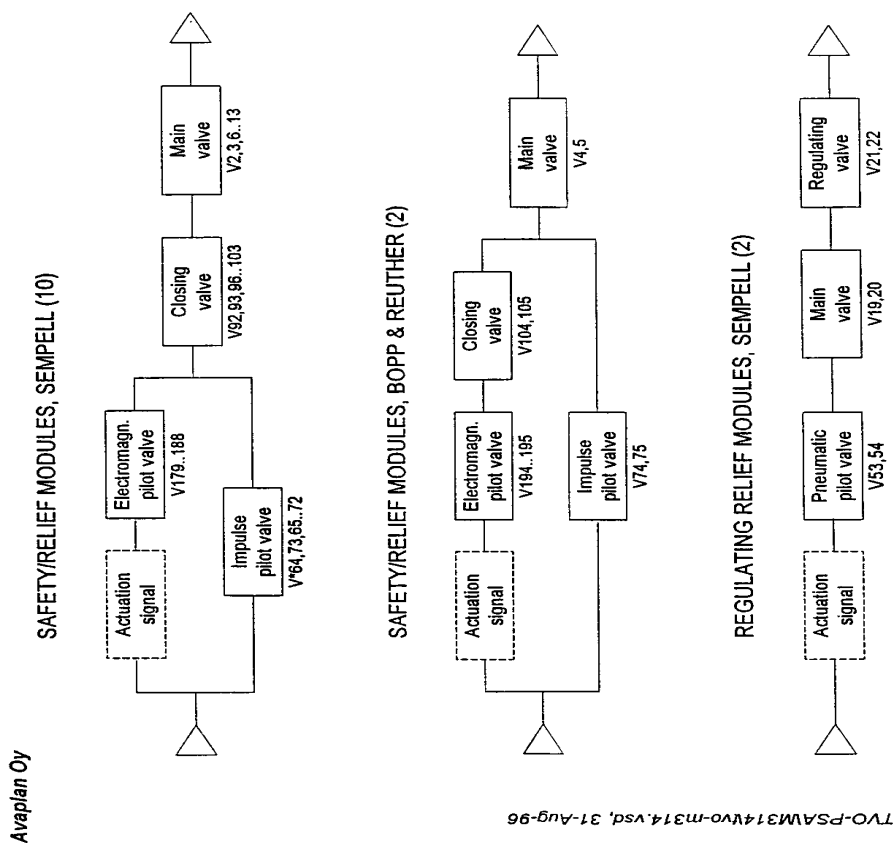 Avaplan Oy
SAFETY/RELIEF MODULES, SEMPELL (10)
Actuation
signal
Electromagn.
pilot valve
V179..188
Impulse
pilot valve
V*64,73,65..72
Closing
valve
V92,93,96..103
Main
valve
V2,3,6..13
SAFETY/RELIEF MODULES, BOPP & REUTHER (2)
Actuation
signal
Electromagn.
pilot valve
V194..195
Closing
valve
V104,105
Impulse
pilot valve
V74,75
Main
valve
V4,5
REGULATING RELIEF MODULES, SEMPELL (2)
Actuation
signal
Pneumatic
pilot valve
V53,54
Main
valve
V19,20
Regulating
valve
V21,22
TVO-PSA\M314\tvo-m314.vsd, 31-Aug-96